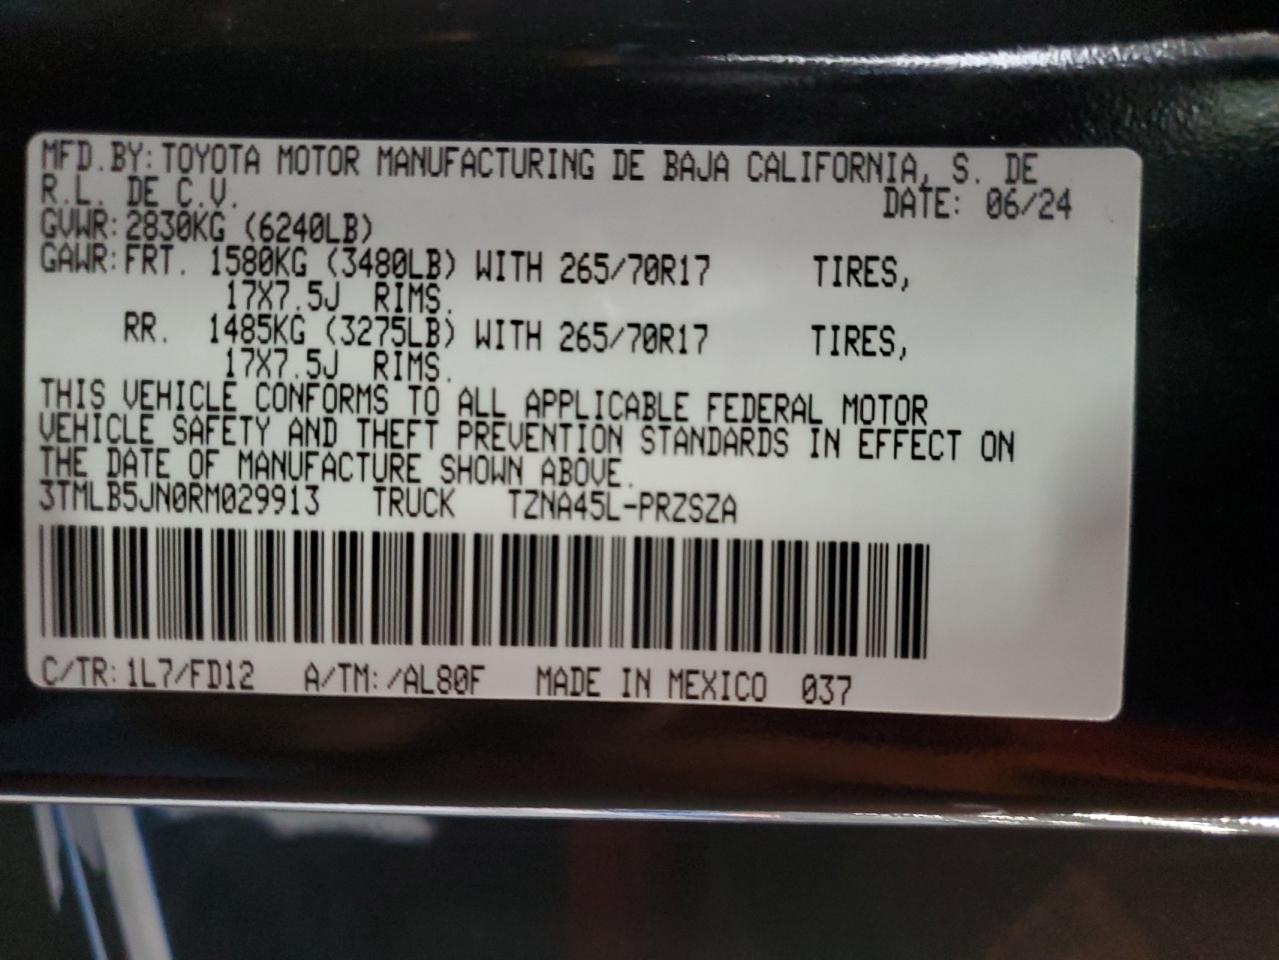 MFD.BY:TOYOTA MOTOR MANUFACTURING DE BAJA CALIFORNIA, S. DE
R.L. DE C.V. DATE: 06/24
GVWR:2830KG (6240LB)
GAWR:FRT. 1580KG (3480LB) WITH 265/70R17 TIRES,
17X7.5J RIMS.
RR. 1485KG (3275LB) WITH 265/70R17 TIRES,
17X7.5J RIMS.
THIS VEHICLE CONFORMS TO ALL APPLICABLE FEDERAL MOTOR
VEHICLE SAFETY AND THEFT PREVENTION STANDARDS IN EFFECT ON
THE DATE OF MANUFACTURE SHOWN ABOVE.
3TMLB5JN0RM029913 TRUCK TZNA45L-PRZSZA
C/TR:1L7/FD12 A/TM:/AL80F MADE IN MEXICO 037